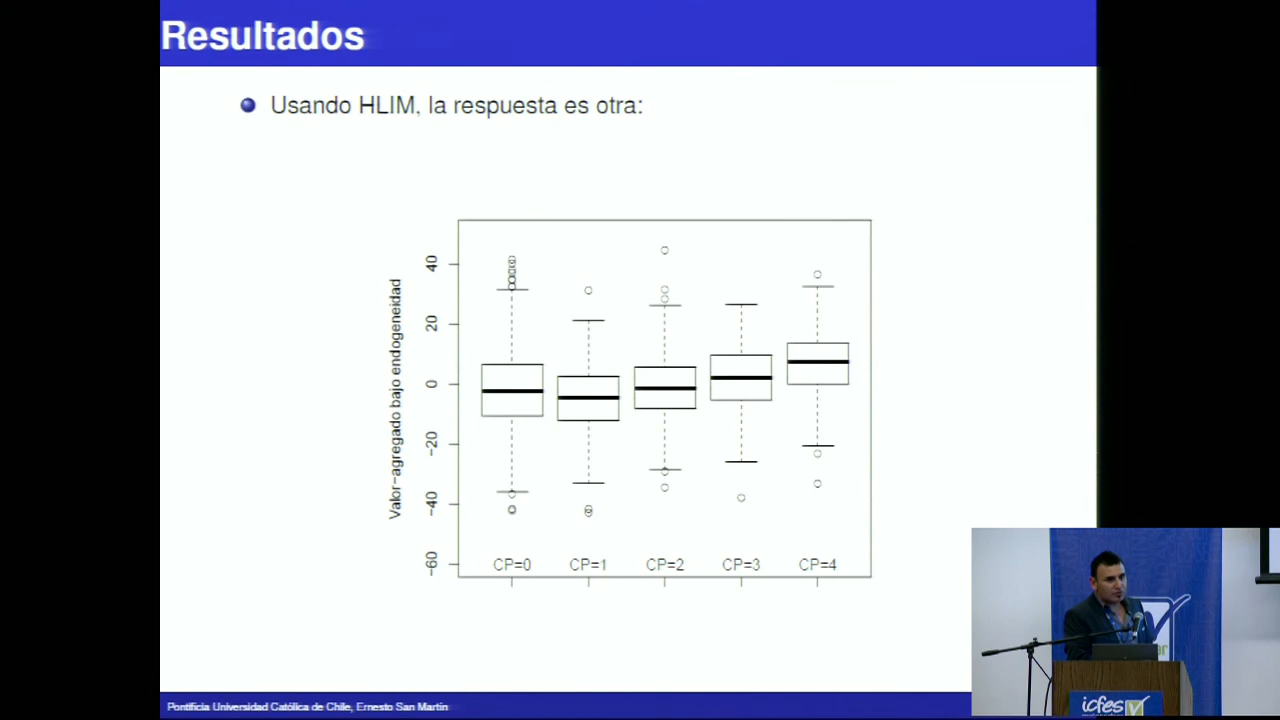 Resultados
Usando HLIM, la respuesta es otra:
Valor-agregado bajo endogeneidad
40
20
0
-20
-40
-60
CP=0 CP=1 CP=2 CP=3 CP=4
Pontificia Universidad Católica de Chile, Ernesto San Martín
icfes